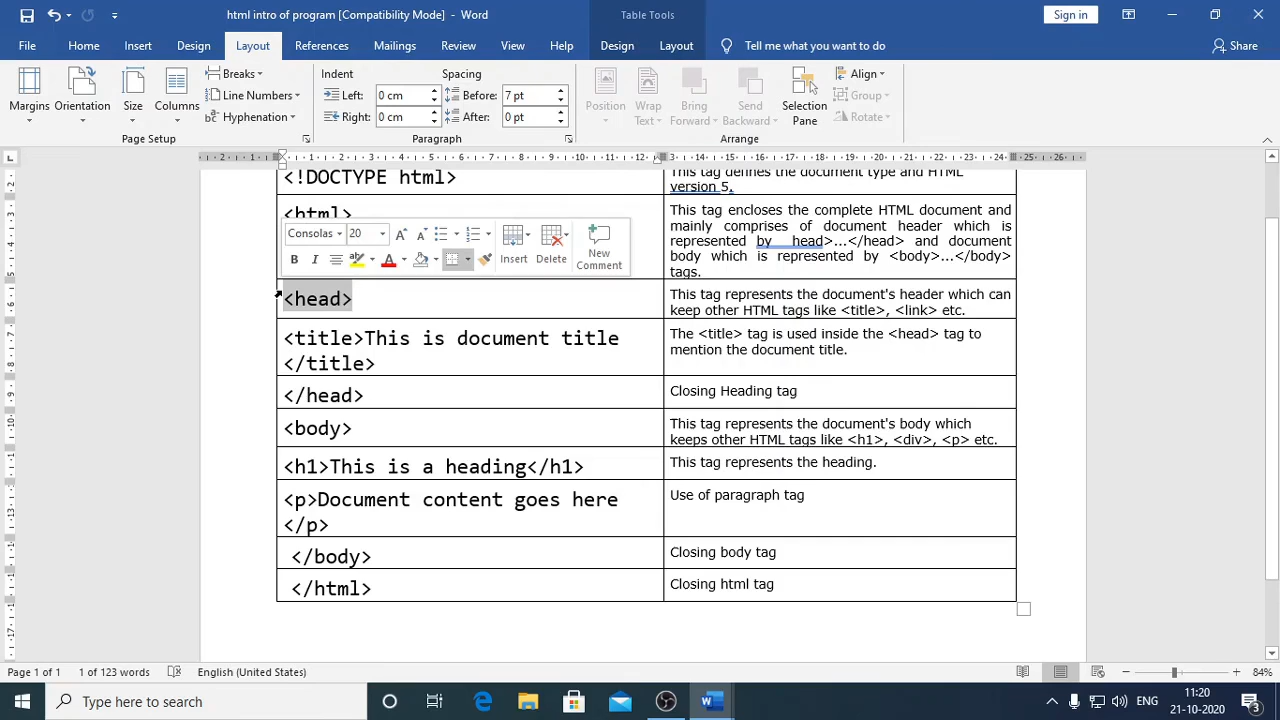 html intro of program [Compatibility Mode] - Word
Table Tools
Sign in
File Home Insert Design Layout References Mailings Review View Help Design Layout Tell me what you want to do Share
Margins
Orientation
Size
Columns
Breaks
Line Numbers
Hyphenation
Page Setup
Indent
Left: 0 cm
Right: 0 cm
Spacing
Before: 7 pt
After: 0 pt
Paragraph
Position
Wrap Text
Bring Forward
Send Backward
Selection Pane
Align
Group
Rotate
Arrange
<!DOCTYPE html>
This tag defines the document type and HTML
version 5.
<html>
This tag encloses the complete HTML document and
mainly comprises of document header which is
represented by head>...</head> and document
body which is represented by <body>...</body>
tags.
Consolas 20
B I
Insert
Delete
New
Comment
<head>
This tag represents the document's header which can
keep other HTML tags like <title>, <link> etc.
<title>This is document title
</title>
The <title> tag is used inside the <head> tag to
mention the document title.
</head>
Closing Heading tag
<body>
This tag represents the document's body which
keeps other HTML tags like <h1>, <div>, <p> etc.
<h1>This is a heading</h1>
This tag represents the heading.
<p>Document content goes here
</p>
Use of paragraph tag
</body>
Closing body tag
</html>
Closing html tag
Page 1 of 1
1 of 123 words
English (United States)
84%
Type here to search
ENG
11:20
21-10-2020
3